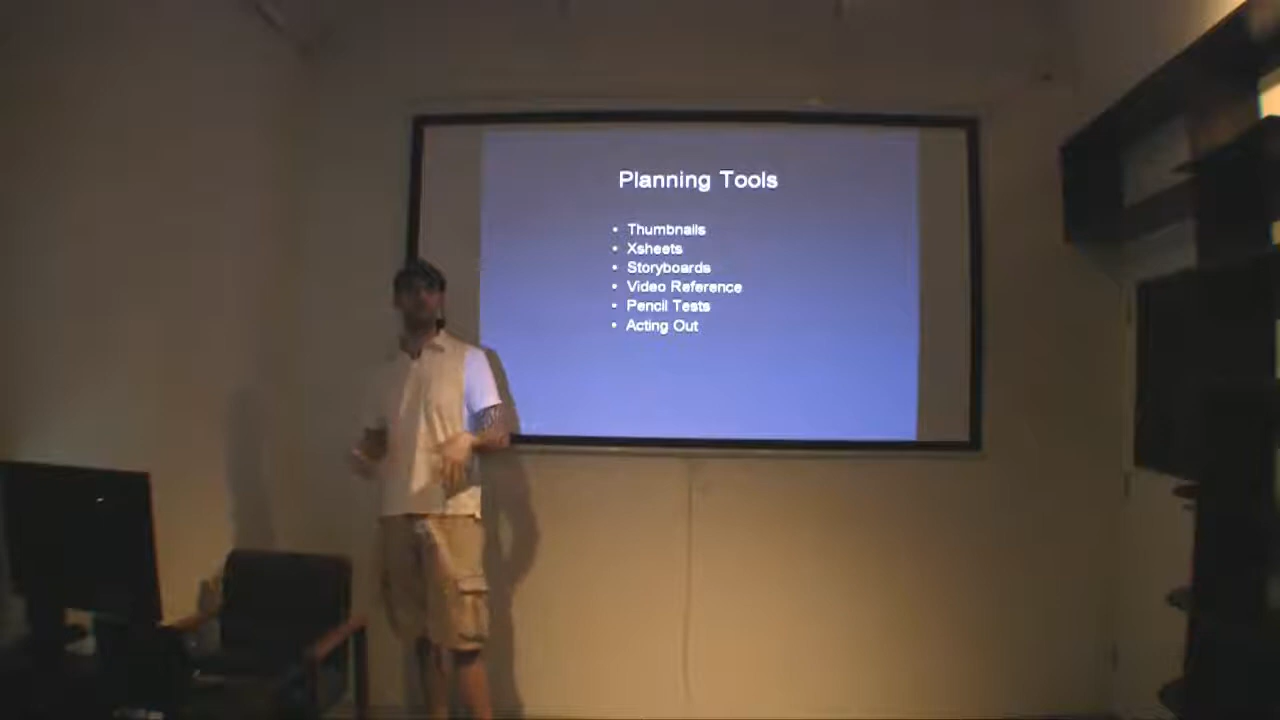 Planning Tools
• Thumbnails
• Xsheets
• Storyboards
• Video Reference
• Pencil Tests
• Acting Out